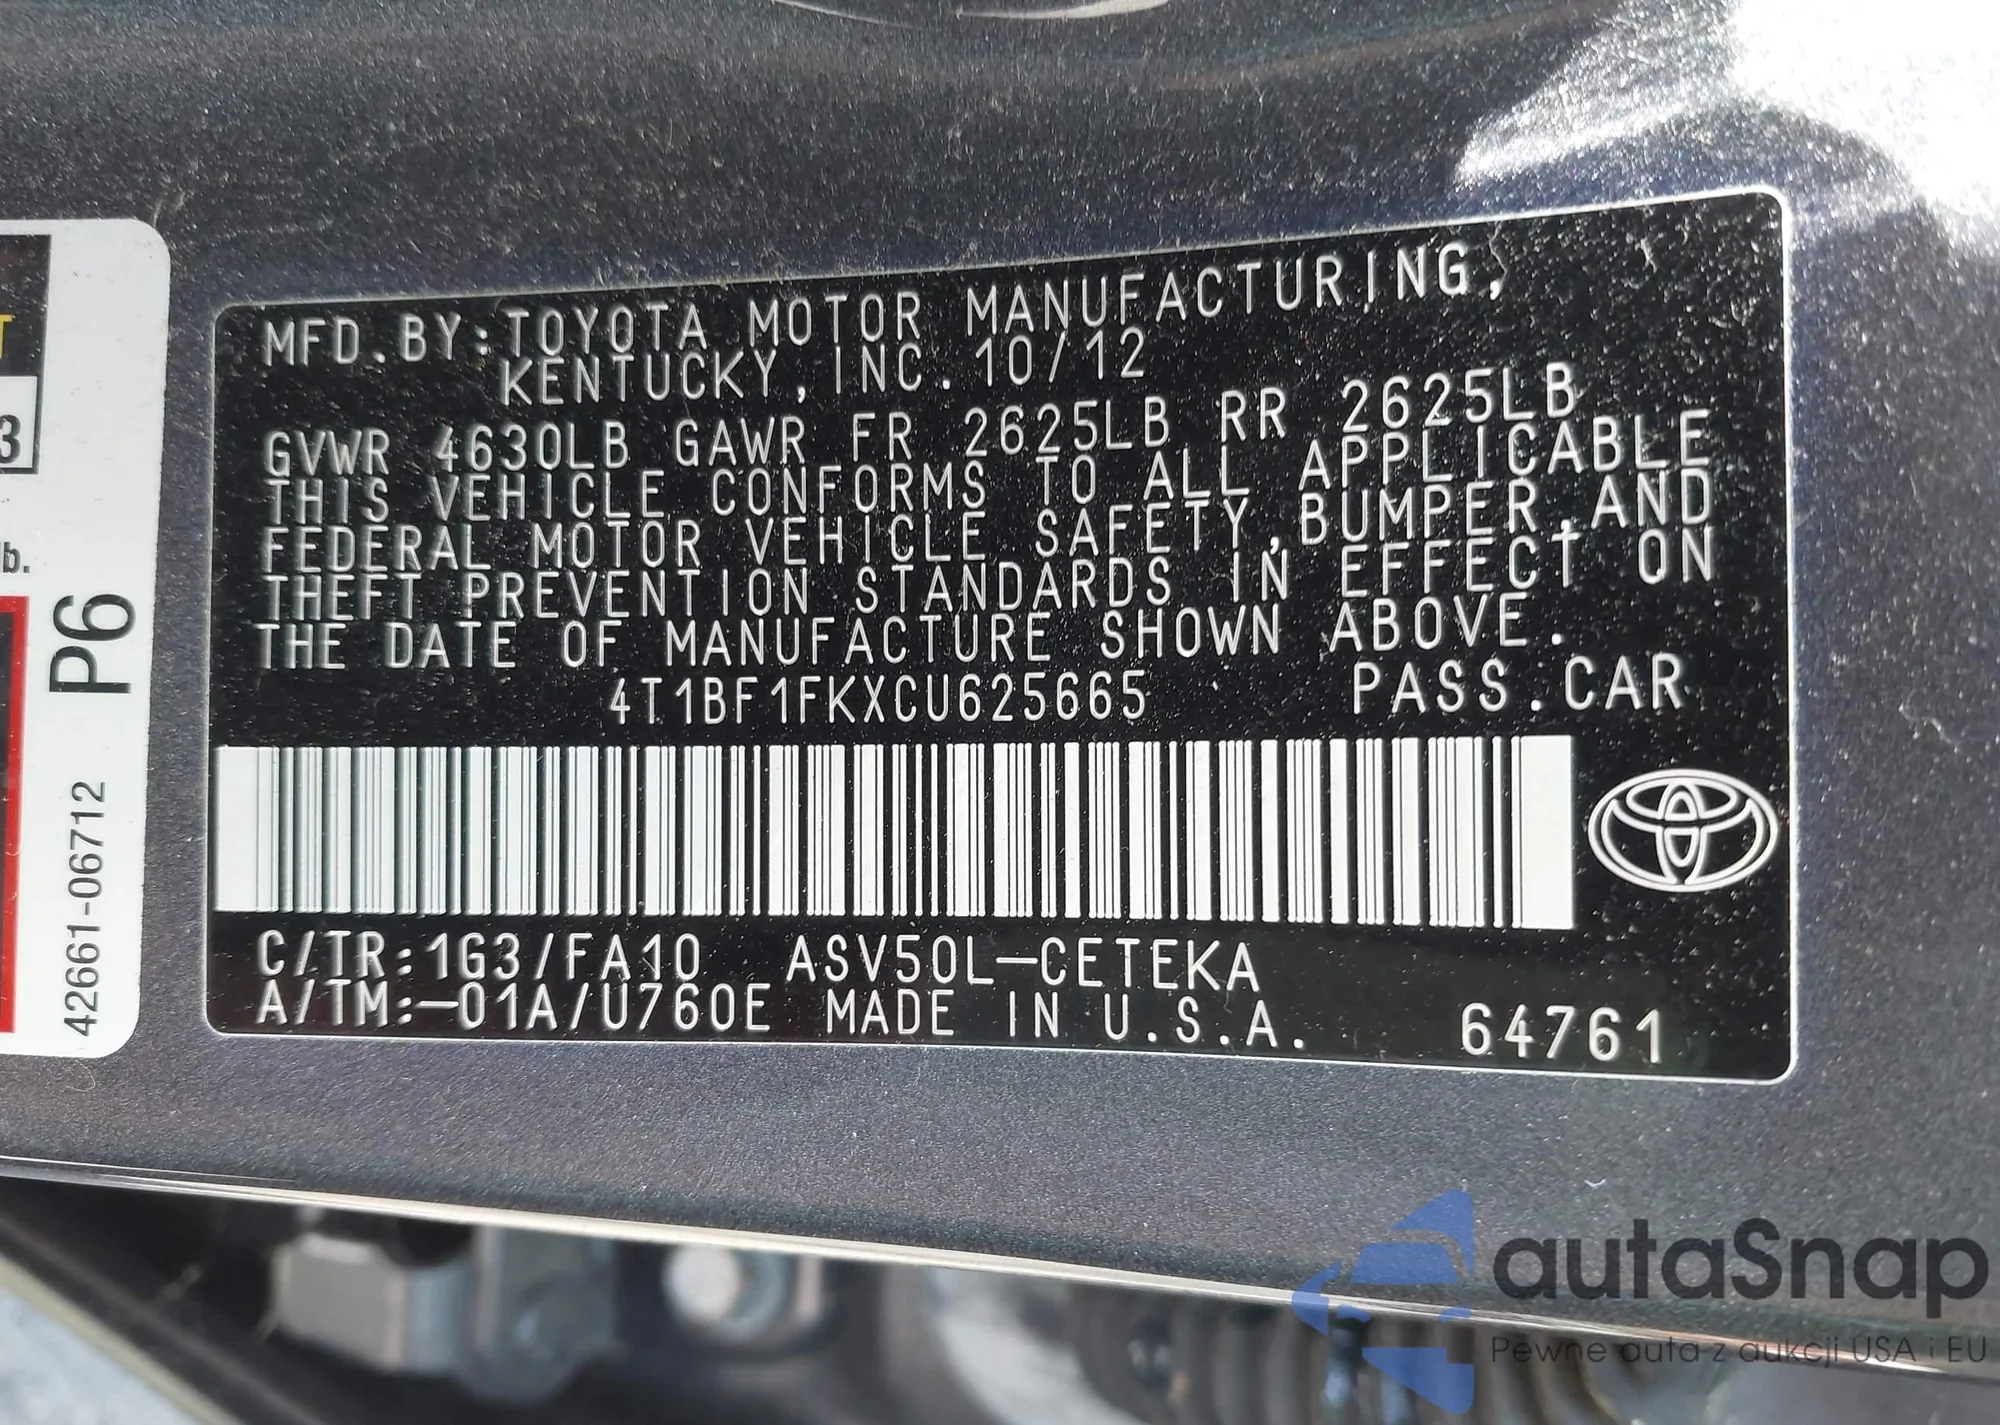 T
3
b.
P6
42661-06712
MFD.BY:TOYOTA MOTOR MANUFACTURING,
KENTUCKY,INC. 10/12
GVWR 4630LB GAWR FR 2625LB RR 2625LB
THIS VEHICLE CONFORMS TO ALL APPLICABLE
FEDERAL MOTOR VEHICLE SAFETY,BUMPER,AND
THEFT PREVENTION STANDARDS IN EFFECT ON
THE DATE OF MANUFACTURE SHOWN ABOVE.
4T1BF1FKXCU625665 PASS.CAR
C/TR:1G3/FA10 ASV50L-CETEKA
A/TM:-01A/U760E MADE IN U.S.A. 64761
autaSnap
Pewne auta z aukcji USA i EU